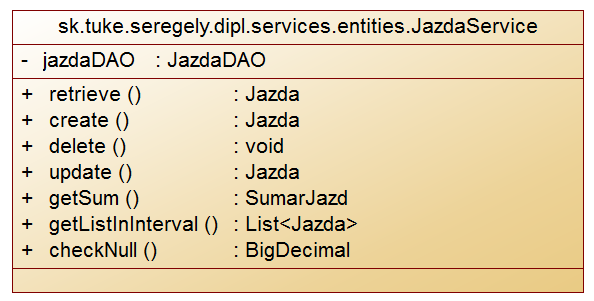 sk.tuke.seregely.dipl.services.entities.JazdaService
- jazdaDAO : JazdaDAO
+ retrieve () : Jazda
+ create () : Jazda
+ delete () : void
+ update () : Jazda
+ getSum () : SumarJazd
+ getListInInterval () : List<Jazda>
+ checkNull () : BigDecimal